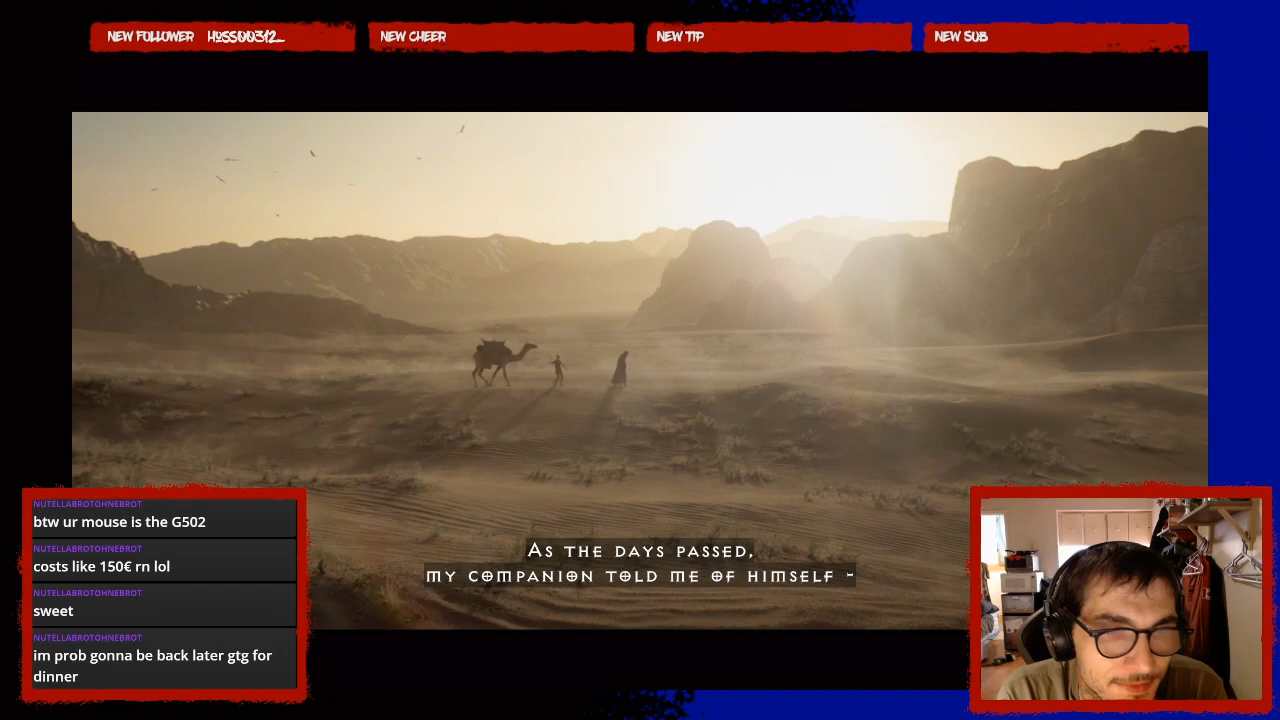 NEW FOLLOWER HOSS00312_
NEW CHEER
NEW TIP
NEW SUB
AS THE DAYS PASSED,
MY COMPANION TOLD ME OF HIMSELF -
NUTELLABROTOHNEBROT
btw ur mouse is the G502
NUTELLABROTOHNEBROT
costs like 150€ rn lol
NUTELLABROTOHNEBROT
sweet
NUTELLABROTOHNEBROT
im prob gonna be back later gtg for
dinner